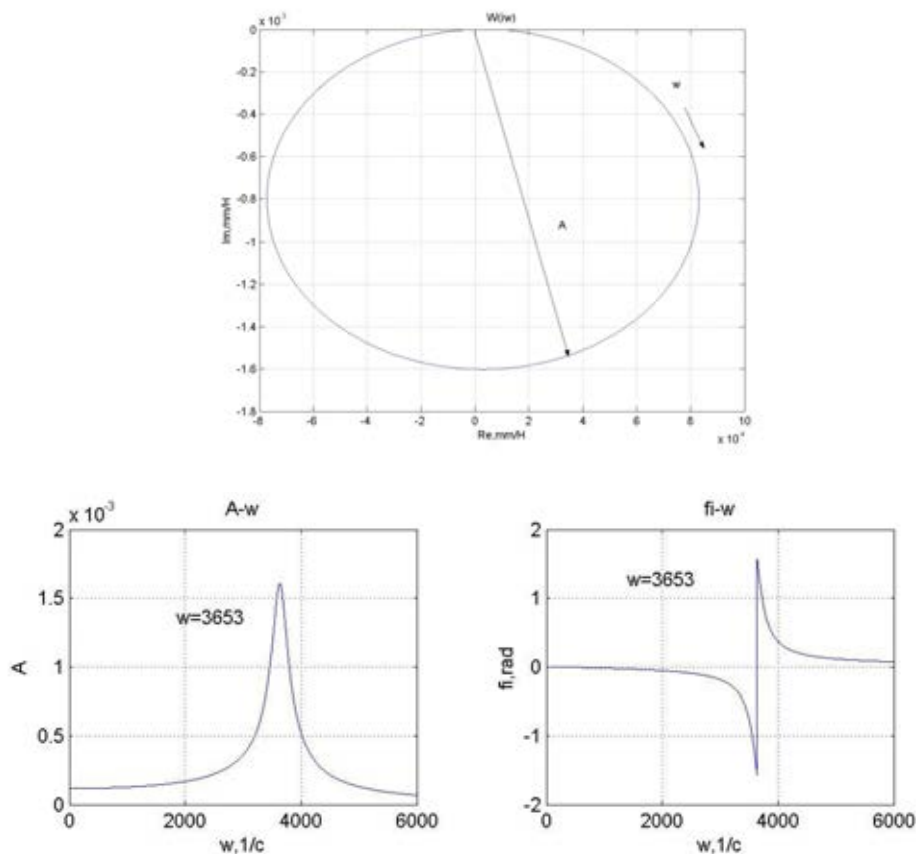 W(iw)
x 10⁻³
0
-0.2
-0.4
-0.6
-0.8
-1
-1.2
-1.4
-1.6
-1.8
Im,mm/H
w
A
-8 -6 -4 -2 0 2 4 6 8 10
Re,mm/H
x 10⁻⁴
x 10⁻³
A-w
2
1.5
1
0.5
0
A
w=3653
0 2000 4000 6000
w,1/c
fi-w
2
1
0
-1
-2
fi,rad
w=3653
0 2000 4000 6000
w,1/c